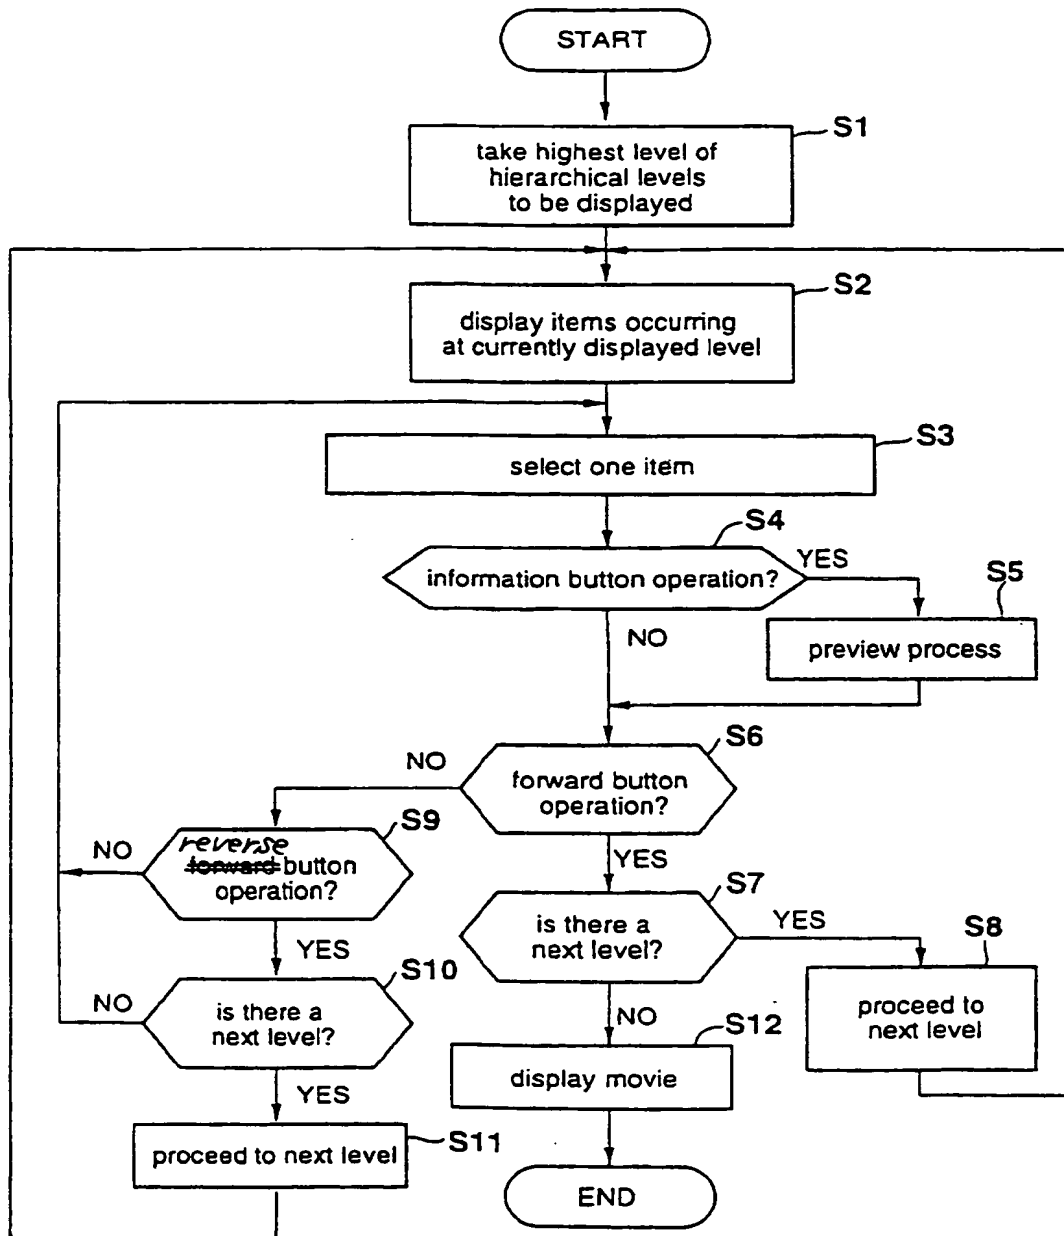 START
S1
take highest level of
hierarchical levels
to be displayed
S2
display items occurring
at currently displayed level
S3
select one item
S4
information button operation?
YES
S5
NO
preview process
S6
NO
forward button
operation?
S9
NO
reverse
forward button
operation?
YES
S7
is there a
next level?
YES
YES
S8
S10
NO
is there a
next level?
proceed to
next level
NO
S12
display movie
YES
S11
proceed to next level
END